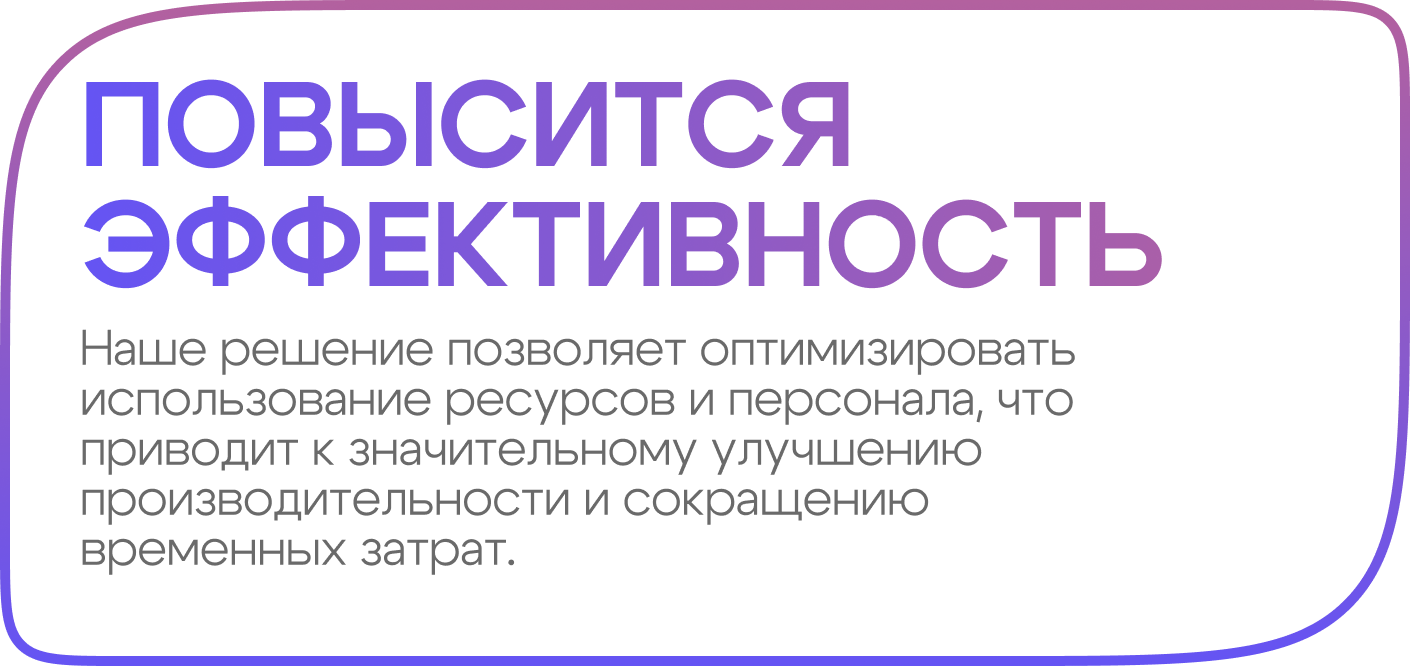 ПОВЫСИТСЯ
ЭФФЕКТИВНОСТЬ
Наше решение позволяет оптимизировать
использование ресурсов и персонала, что
приводит к значительному улучшению
производительности и сокращению
временных затрат.